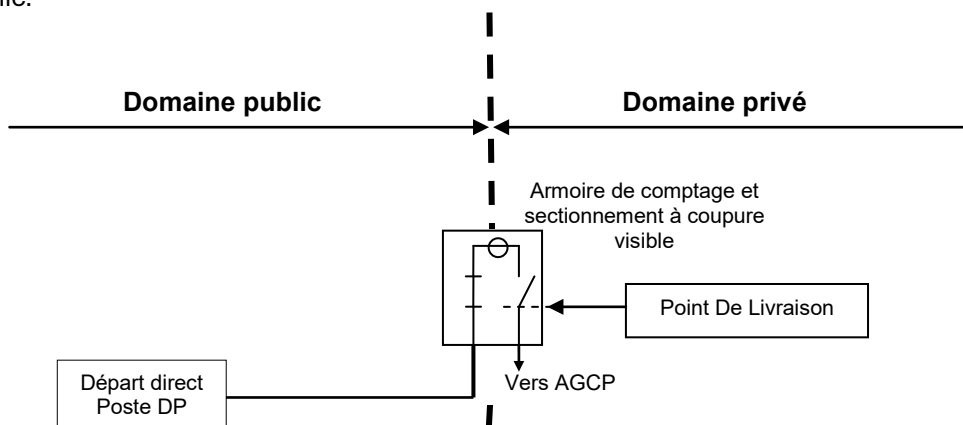 Domaine public
Domaine privé
Armoire de comptage et
sectionnement à coupure
visible
Point De Livraison
Départ direct
Poste DP
Vers AGCP